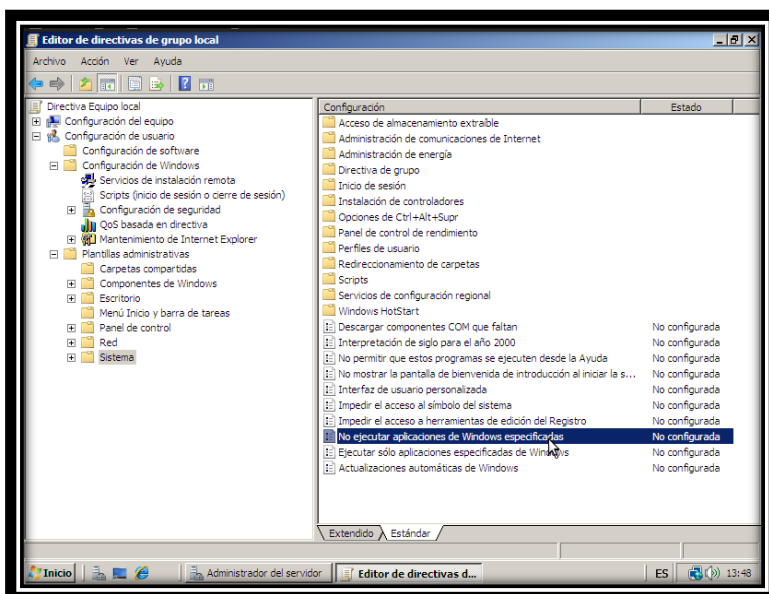 Editor de directivas de grupo local
Archivo Acción Ver Ayuda
Directiva Equipo local
Configuración del equipo
Configuración de usuario
Configuración de software
Configuración de Windows
Servicios de instalación remota
Scripts (inicio de sesión o cierre de sesión)
Configuración de seguridad
QoS basada en directiva
Mantenimiento de Internet Explorer
Plantillas administrativas
Carpetas compartidas
Componentes de Windows
Escritorio
Menú Inicio y barra de tareas
Panel de control
Red
Sistema
Configuración Estado
Acceso de almacenamiento extraíble
Administración de comunicaciones de Internet
Administración de energía
Directiva de grupo
Inicio de sesión
Instalación de controladores
Opciones de Ctrl+Alt+Supr
Panel de control de rendimiento
Perfiles de usuario
Redireccionamiento de carpetas
Scripts
Servicios de configuración regional
Windows HotStart
Descargar componentes COM que faltan No configurada
Interpretación de siglo para el año 2000 No configurada
No permitir que estos programas se ejecuten desde la Ayuda No configurada
No mostrar la pantalla de bienvenida de introducción al iniciar la s... No configurada
Interfaz de usuario personalizada No configurada
Impedir el acceso al símbolo del sistema No configurada
Impedir el acceso a herramientas de edición del Registro No configurada
No ejecutar aplicaciones de Windows especificadas No configurada
Ejecutar sólo aplicaciones especificadas de Windows No configurada
Actualizaciones automáticas de Windows No configurada
Extendido Estándar
Inicio Administrador del servidor Editor de directivas d... ES 13:48